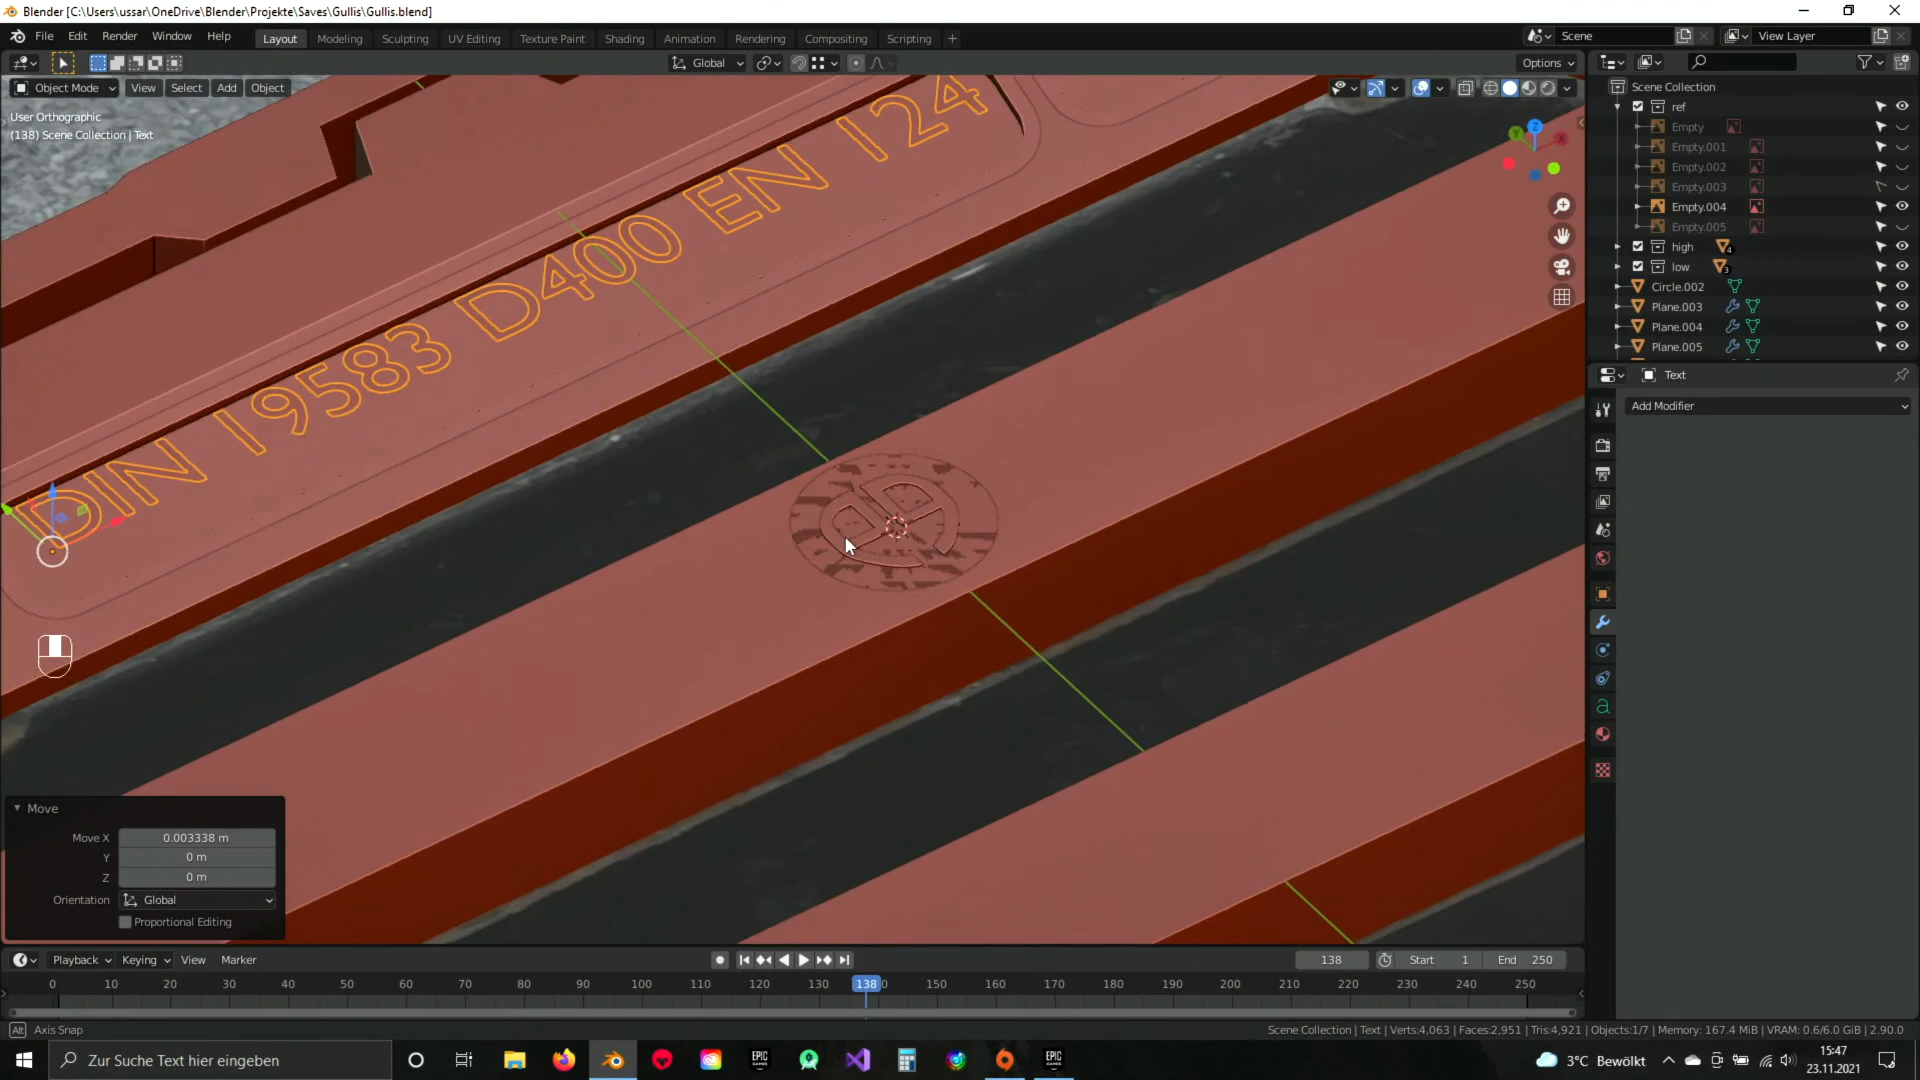 Blender [C:\Users\ussar\OneDrive\Blender\Projekte\Saves\Gullis\Gullis.blend]
File Edit Render Window Help Layout Modeling Sculpting UV Editing Texture Paint Shading Animation Rendering Compositing Scripting + Scene View Layer
Global Options
Object Mode View Select Add Object
User Orthographic
(138) Scene Collection | Text
DIN 19583 D400 EN 124
Z
Y
X
Scene Collection
ref
Empty
Empty.001
Empty.002
Empty.003
Empty.004
Empty.005
high 4
low 3
Circle.002
Plane.003
Plane.004
Plane.005
Text
Add Modifier
Move
Move X 0.003338 m
Y 0 m
Z 0 m
Orientation Global
Proportional Editing
Playback Keying View Marker 138 Start 1 End 250
0 10 20 30 40 50 60 70 80 90 100 110 120 130 138 0 150 160 170 180 190 200 210 220 230 240 250
Alt Axis Snap Scene Collection | Text | Verts:4,063 | Faces:2,951 | Tris:4,921 | Objects:1/7 | Memory: 167.4 MiB | VRAM: 0.6/6.0 GiB | 2.90.0
Zur Suche Text hier eingeben
EPIC GAMES
EPIC GAMES
3°C Bewölkt
15:47
23.11.2021